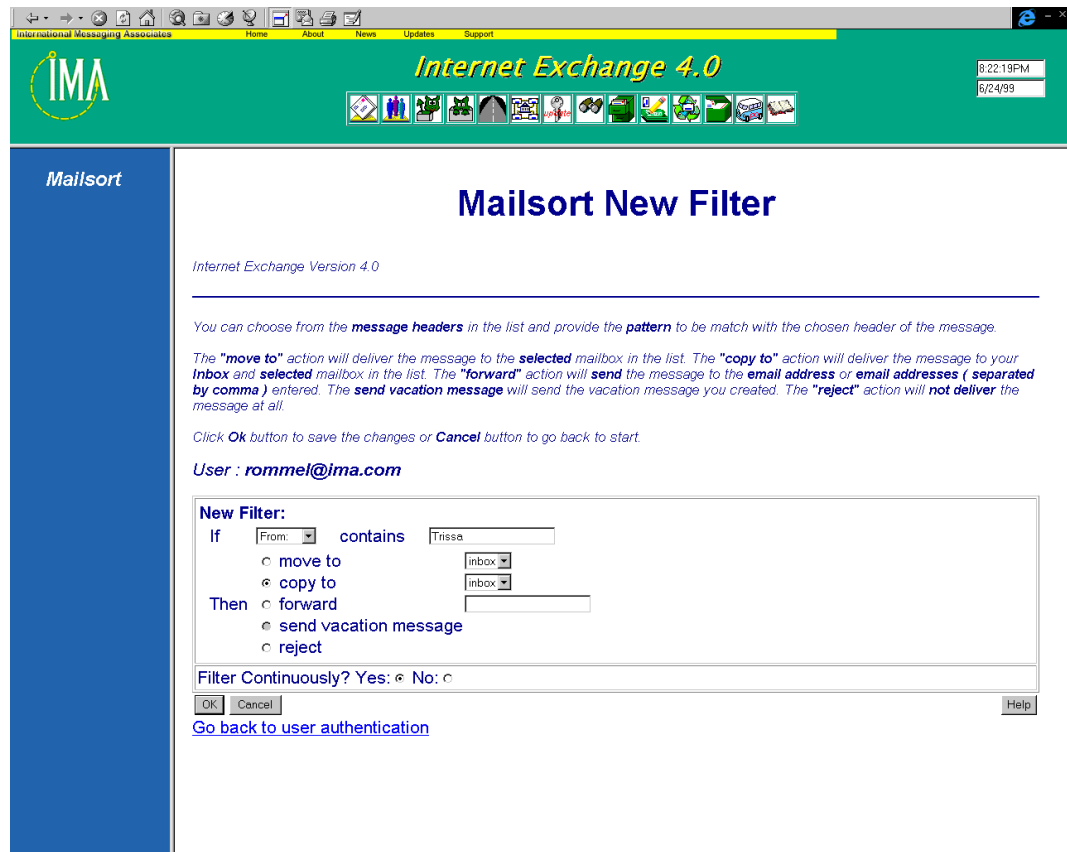 International Messaging Associates Home About News Updates Support
IMA
Internet Exchange 4.0
8:22:19PM
6/24/99
update
Mailsort
Mailsort New Filter
Internet Exchange Version 4.0
You can choose from the message headers in the list and provide the pattern to be match with the chosen header of the message.
The "move to" action will deliver the message to the selected mailbox in the list. The "copy to" action will deliver the message to your
Inbox and selected mailbox in the list. The "forward" action will send the message to the email address or email addresses ( separated
by comma ) entered. The send vacation message will send the vacation message you created. The "reject" action will not deliver the
message at all.
Click Ok button to save the changes or Cancel button to go back to start.
User : rommel@ima.com
New Filter:
If From: contains Trissa
move to inbox
copy to inbox
Then forward
send vacation message
reject
Filter Continuously? Yes: No:
OK Cancel Help
Go back to user authentication